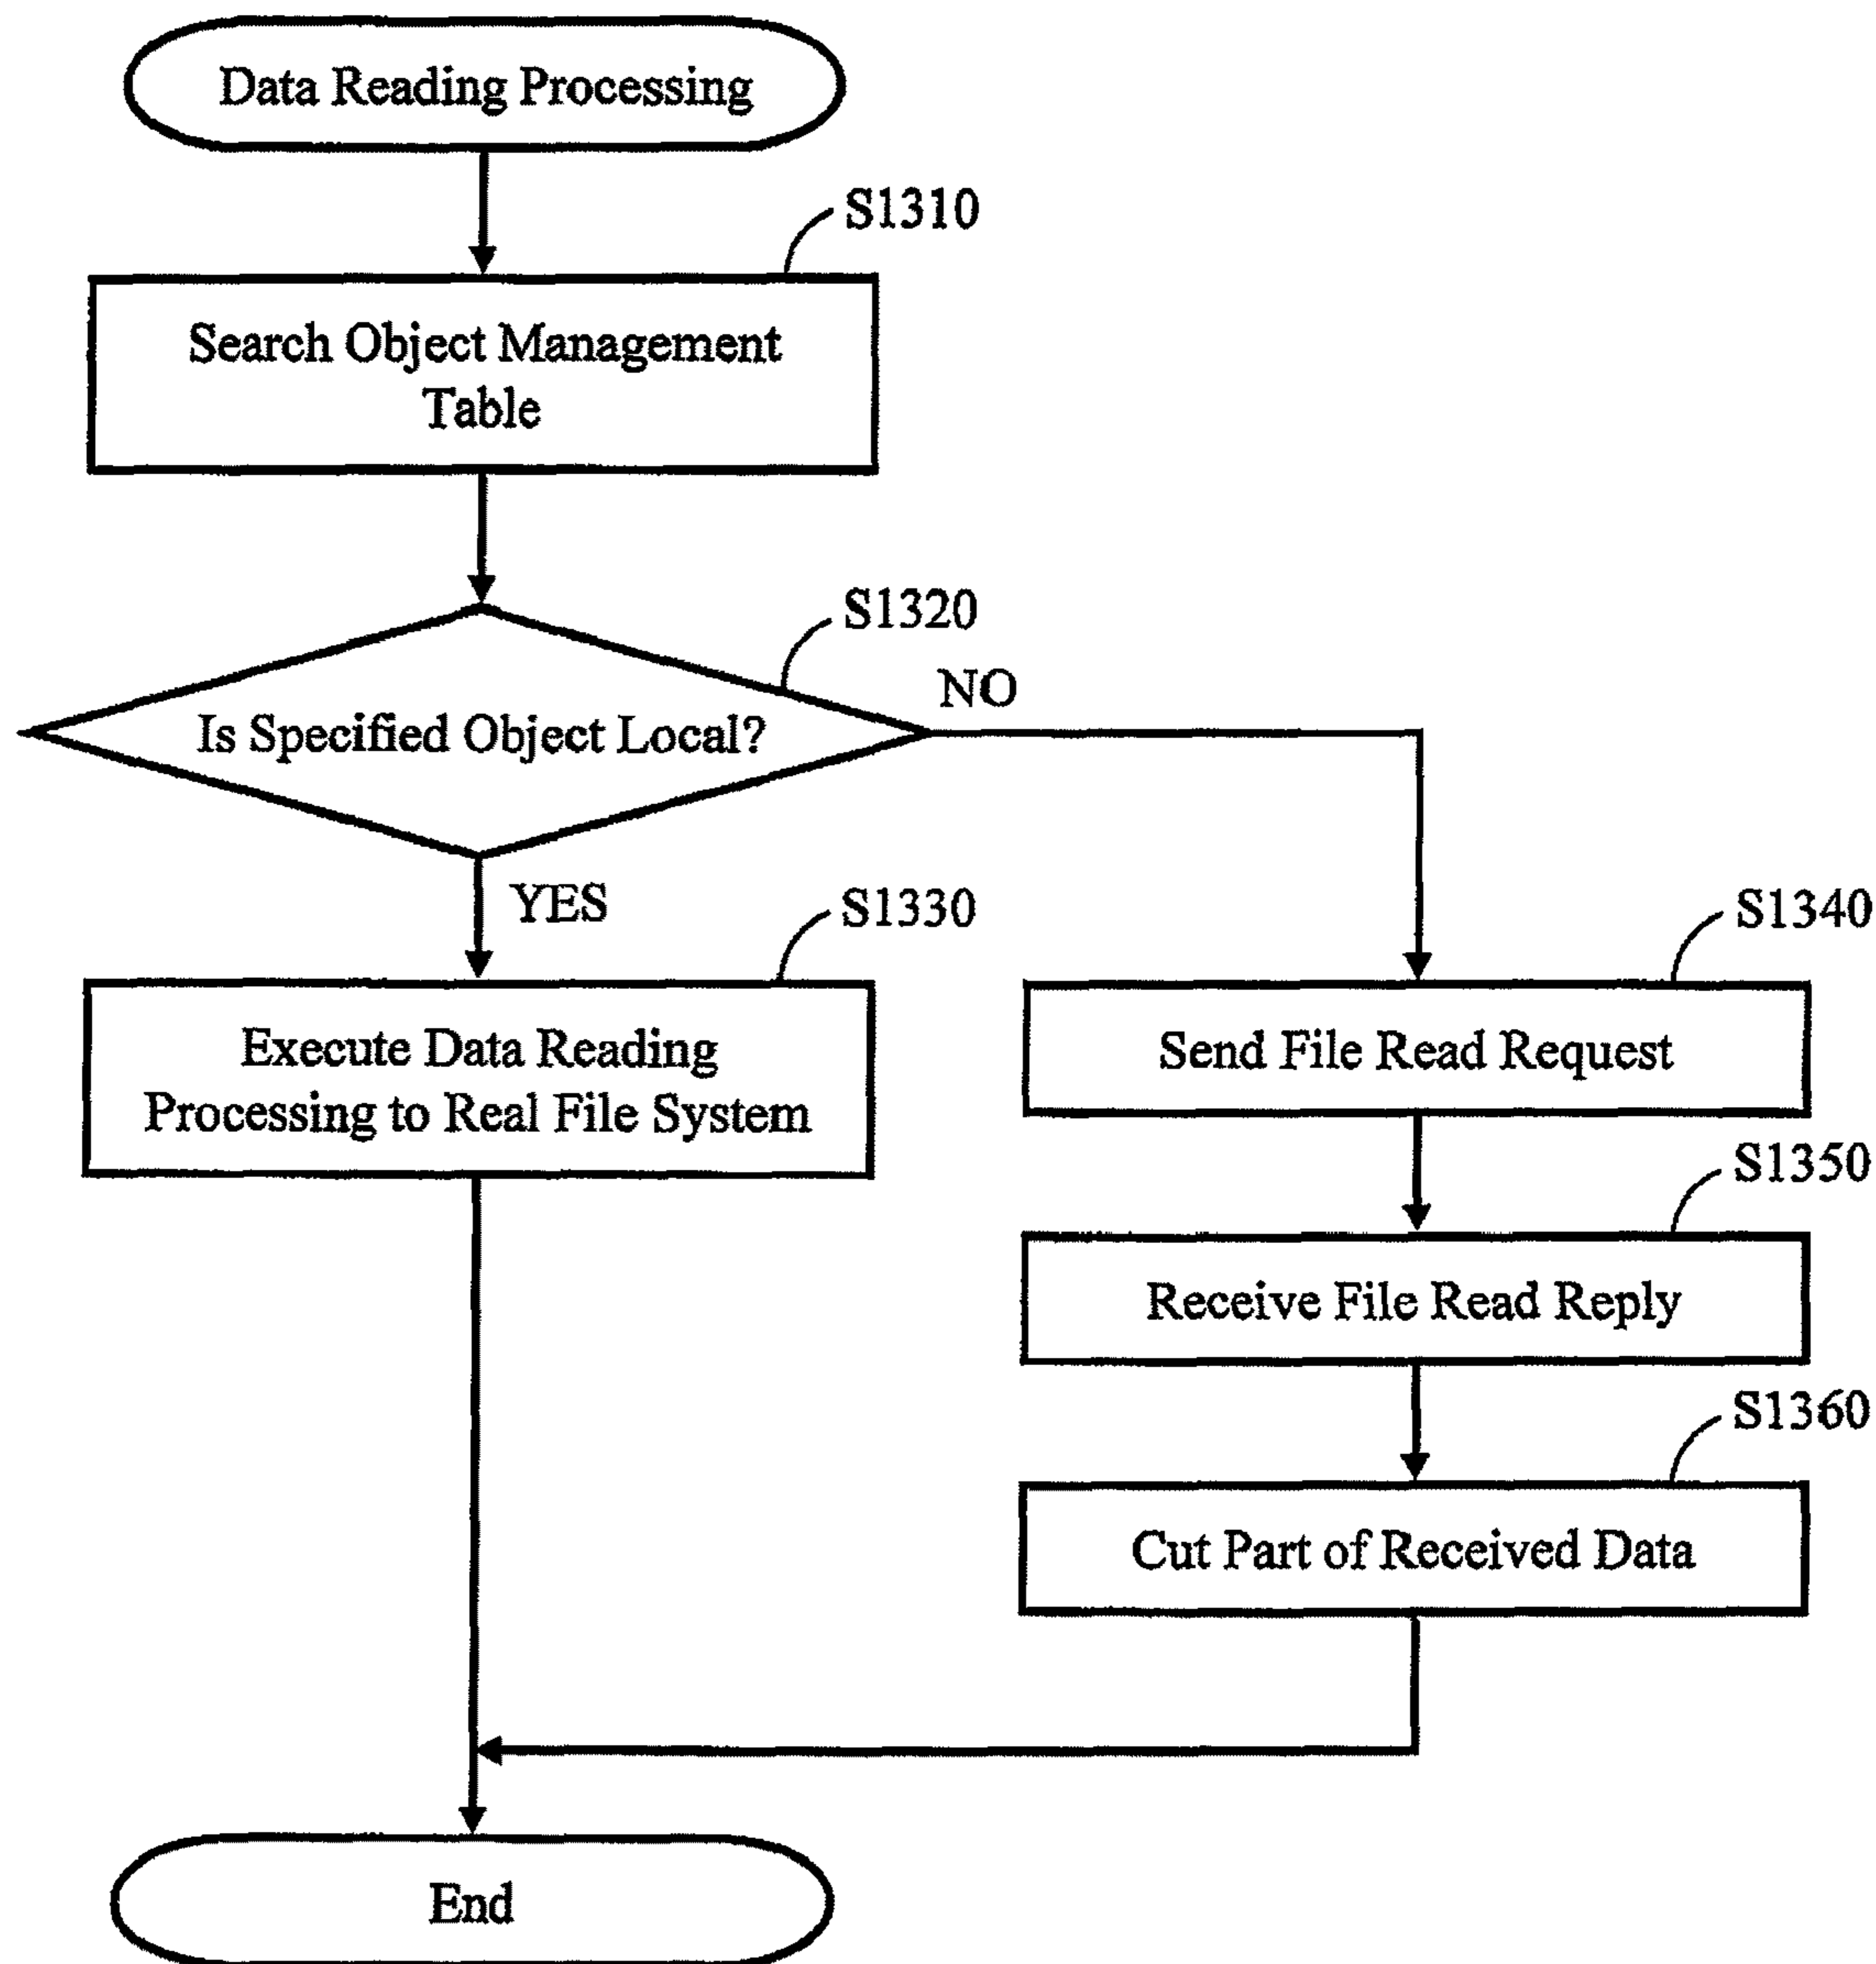 Data Reading Processing
S1310
Search Object Management
Table
S1320
Is Specified Object Local?
NO
YES
S1330
Execute Data Reading
Processing to Real File System
S1340
Send File Read Request
S1350
Receive File Read Reply
S1360
Cut Part of Received Data
End